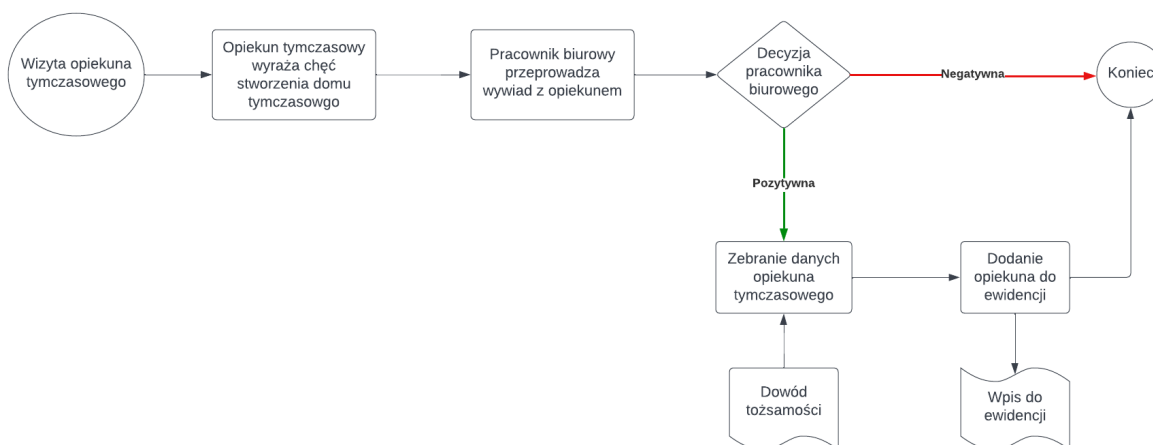 Wizyta opiekuna
tymczasowego
Opiekun tymczasowy
wyraża chęć
stworzenia domu
tymczasowgo
Pracownik biurowy
przeprowadza
wywiad z opiekunem
Decyzja
pracownika
biurowego
Negatywna
Koniec
Pozytywna
Zebranie danych
opiekuna
tymczasowego
Dodanie
opiekuna do
ewidencji
Dowód
tożsamości
Wpis do
ewidencji